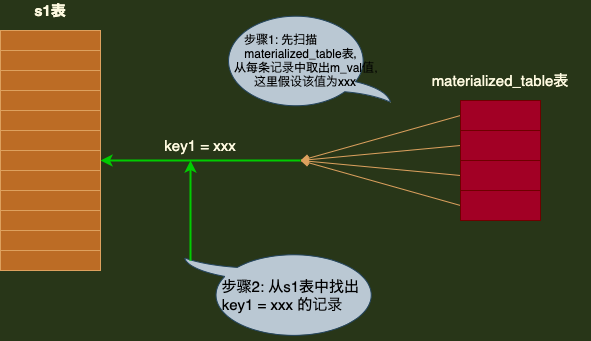 s1表
步骤1: 先扫描
materialized_table表,
从每条记录中取出m_val值,
这里假设该值为xxx
materialized_table表
key1 = xxx
步骤2: 从s1表中找出
key1 = xxx 的记录